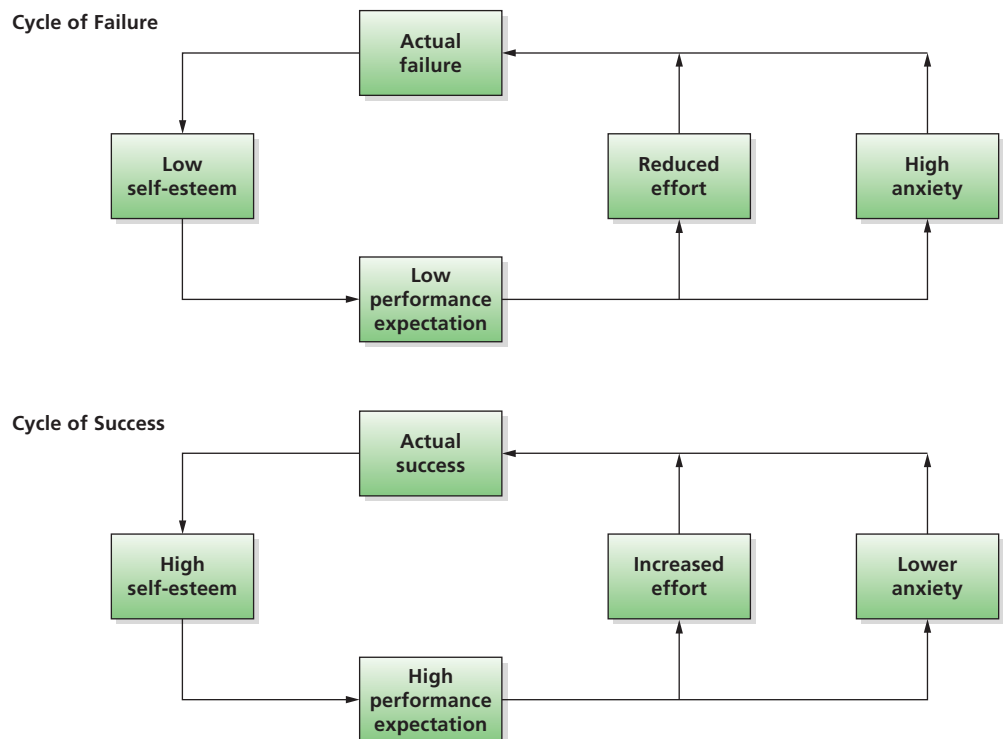 Cycle of Failure
Actual
failure
Low
self-esteem
Reduced
effort
High
anxiety
Low
performance
expectation
Cycle of Success
Actual
success
High
self-esteem
Increased
effort
Lower
anxiety
High
performance
expectation